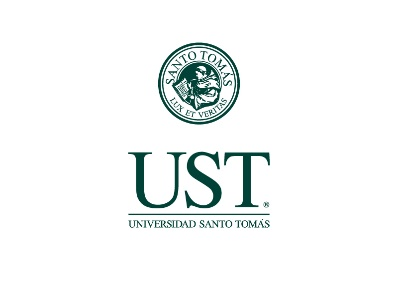 SANTO TOMÁS
LUX ET VERITAS
UST®
UNIVERSIDAD SANTO TOMÁS